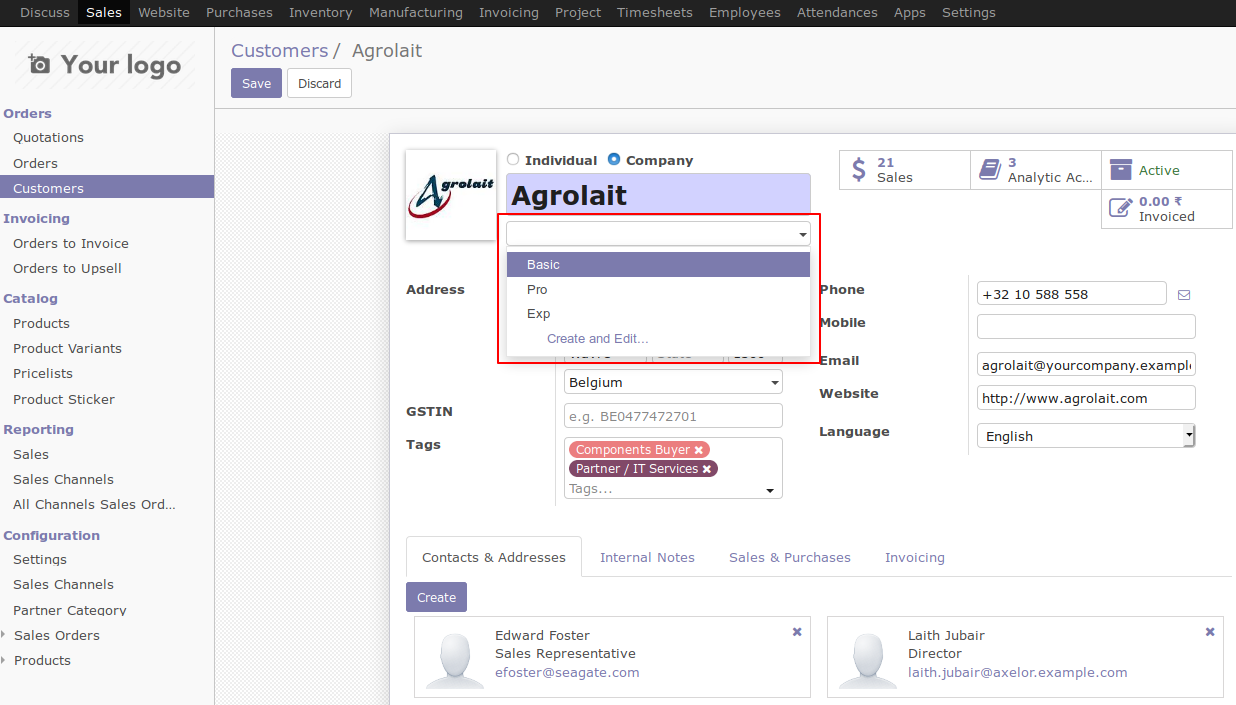 Discuss Sales Website Purchases Inventory Manufacturing Invoicing Project Timesheets Employees Attendances Apps Settings
Your logo
Customers / Agrolait
Save Discard
Orders
Quotations
Orders
Customers
Invoicing
Orders to Invoice
Orders to Upsell
Catalog
Products
Product Variants
Pricelists
Product Sticker
Reporting
Sales
Sales Channels
All Channels Sales Ord...
Configuration
Settings
Sales Channels
Partner Category
Sales Orders
Products
Agrolait
Individual Company
Agrolait
21
Sales
3
Analytic Ac...
Active
0.00 ₹
Invoiced
Basic
Pro
Exp
Create and Edit...
Address
Belgium
GSTIN
e.g. BE0477472701
Tags
Components Buyer
Partner / IT Services
Tags...
Phone
+32 10 588 558
Mobile
Email
agrolait@yourcompany.example
Website
http://www.agrolait.com
Language
English
Contacts & Addresses Internal Notes Sales & Purchases Invoicing
Create
Edward Foster
Sales Representative
efoster@seagate.com
Laith Jubair
Director
laith.jubair@axelor.example.com